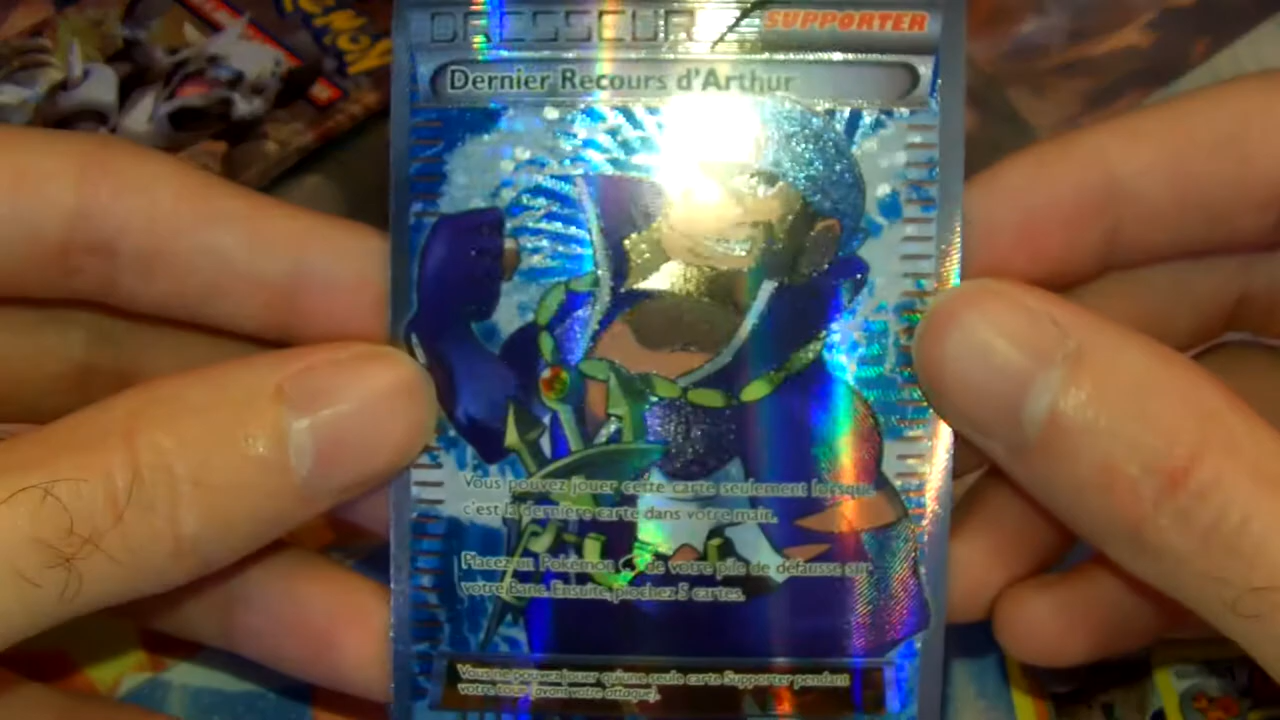 DRESSEUR SUPPORTER
Dernier Recours d'Arthur
Vous pouvez jouer cette carte seulement lorsque
c'est la dernière carte dans votre main.
Placez un Pokémon de votre pile de défausse sur
votre Banc. Ensuite, piochez 5 cartes.
Vous ne pouvez jouer qu'une seule carte Supporter pendant
votre tour (avant votre attaque).